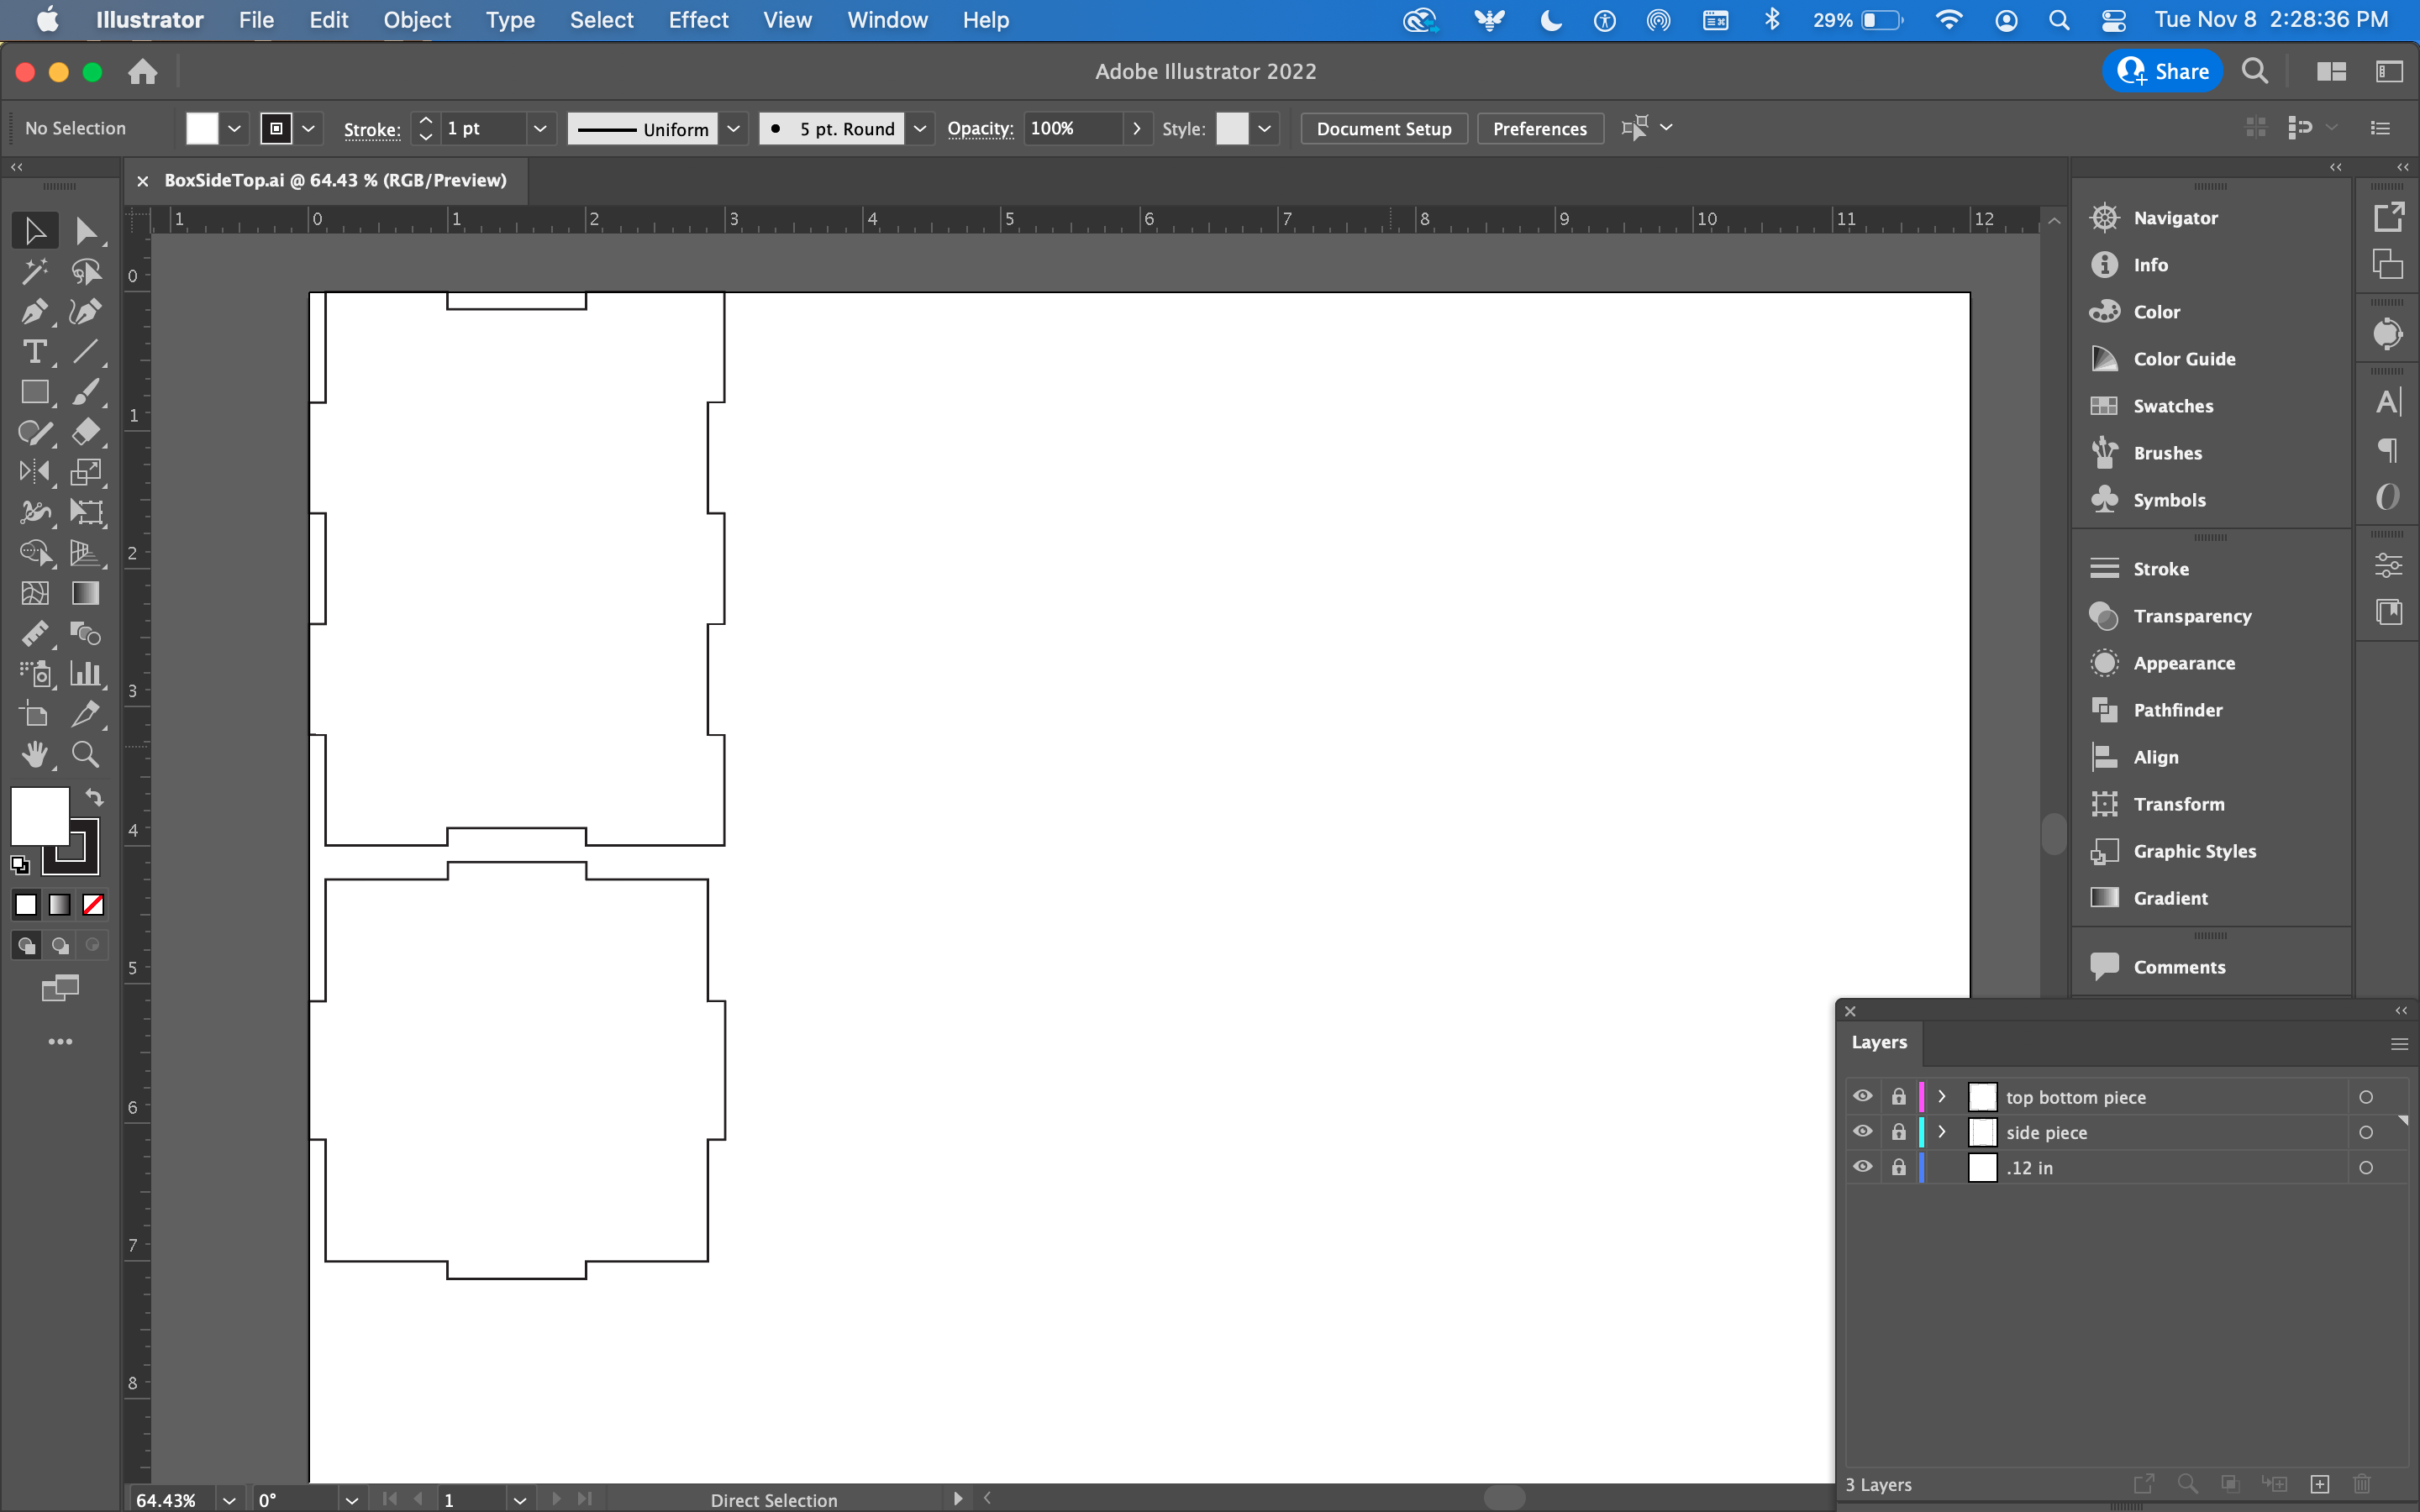 Illustrator File Edit Object Type Select Effect View Window Help 29% Tue Nov 8 2:28:36 PM
Adobe Illustrator 2022
Share
No Selection Stroke: 1 pt Uniform 5 pt. Round Opacity: 100% Style: Document Setup Preferences
BoxSideTop.ai @ 64.43 % (RGB/Preview)
1 0 1 2 3 4 5 6 7 8 9 10 11 12
0
1
2
3
4
5
6
7
8
Navigator
Info
Color
Color Guide
Swatches
Brushes
Symbols
Stroke
Transparency
Appearance
Pathfinder
Align
Transform
Graphic Styles
Gradient
Comments
Layers
top bottom piece
side piece
.12 in
3 Layers
64.43% 0° 1 Direct Selection